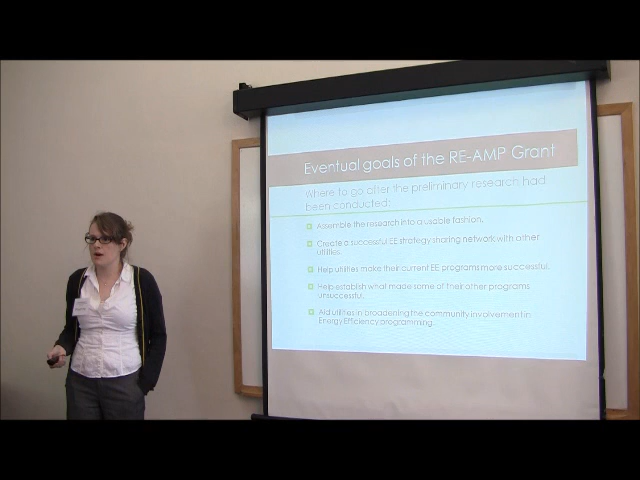 Eventual goals of the RE-AMP Grant
Where to go after the preliminary research had
been conducted:
Assemble the research into a usable fashion.
Create a successful EE strategy sharing network with other
utilities.
Help utilities make their current EE programs more successful.
Help establish what made some of their other programs
unsuccessful.
Aid utilities in broadening the community involvement in
Energy Efficiency programming.